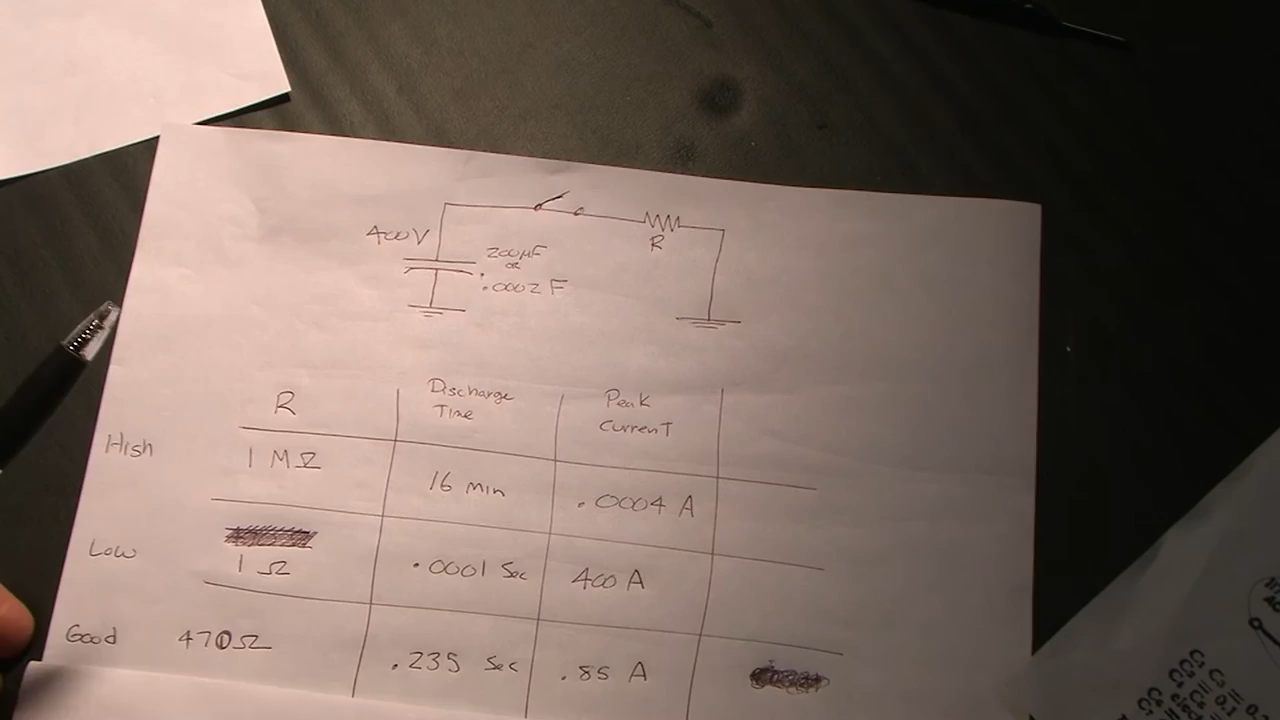 400V
200µF
or
.0002 F
R
R
Discharge
Time
Peak
Current
High
1 MΩ
16 min
.0004 A
Low
1 Ω
.0001 Sec
400 A
Good
470Ω
.235 Sec
.85 A